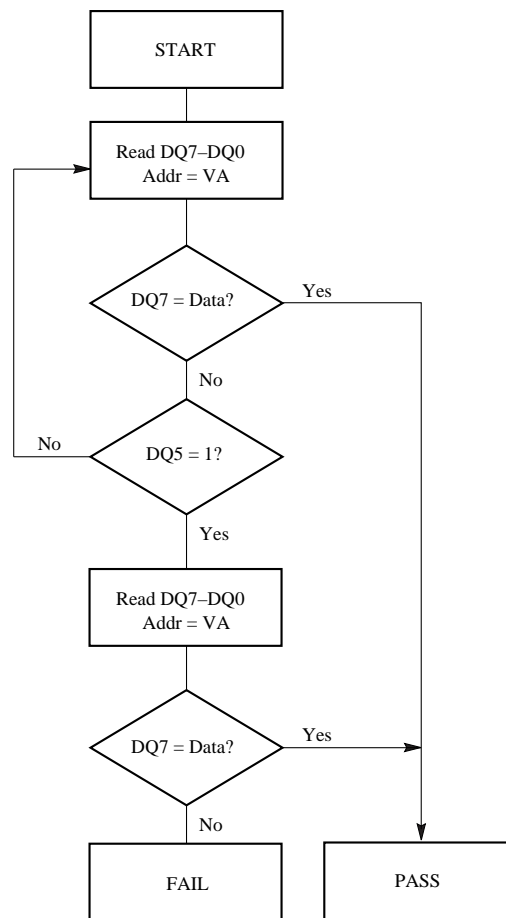 START
Read DQ7–DQ0
Addr = VA
DQ7 = Data?
Yes
No
No
DQ5 = 1?
Yes
Read DQ7–DQ0
Addr = VA
DQ7 = Data?
Yes
No
FAIL
PASS